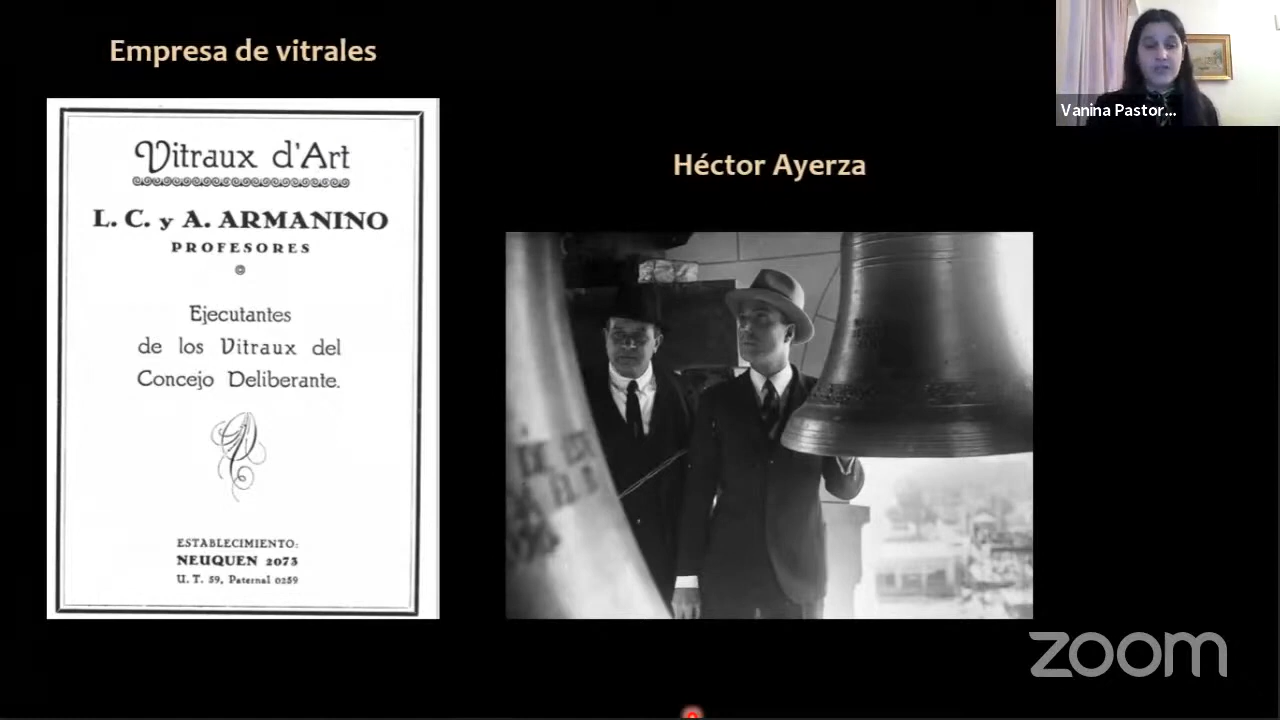 Empresa de vitrales
Vitraux d'Art
L. C. y A. ARMANINO
PROFESORES
Ejecutantes
de los Vitraux del
Concejo Deliberante.
ESTABLECIMIENTO:
NEUQUEN 2073
U. T. 59, Paternal 0259
Héctor Ayerza
Vanina Pastor...
zoom